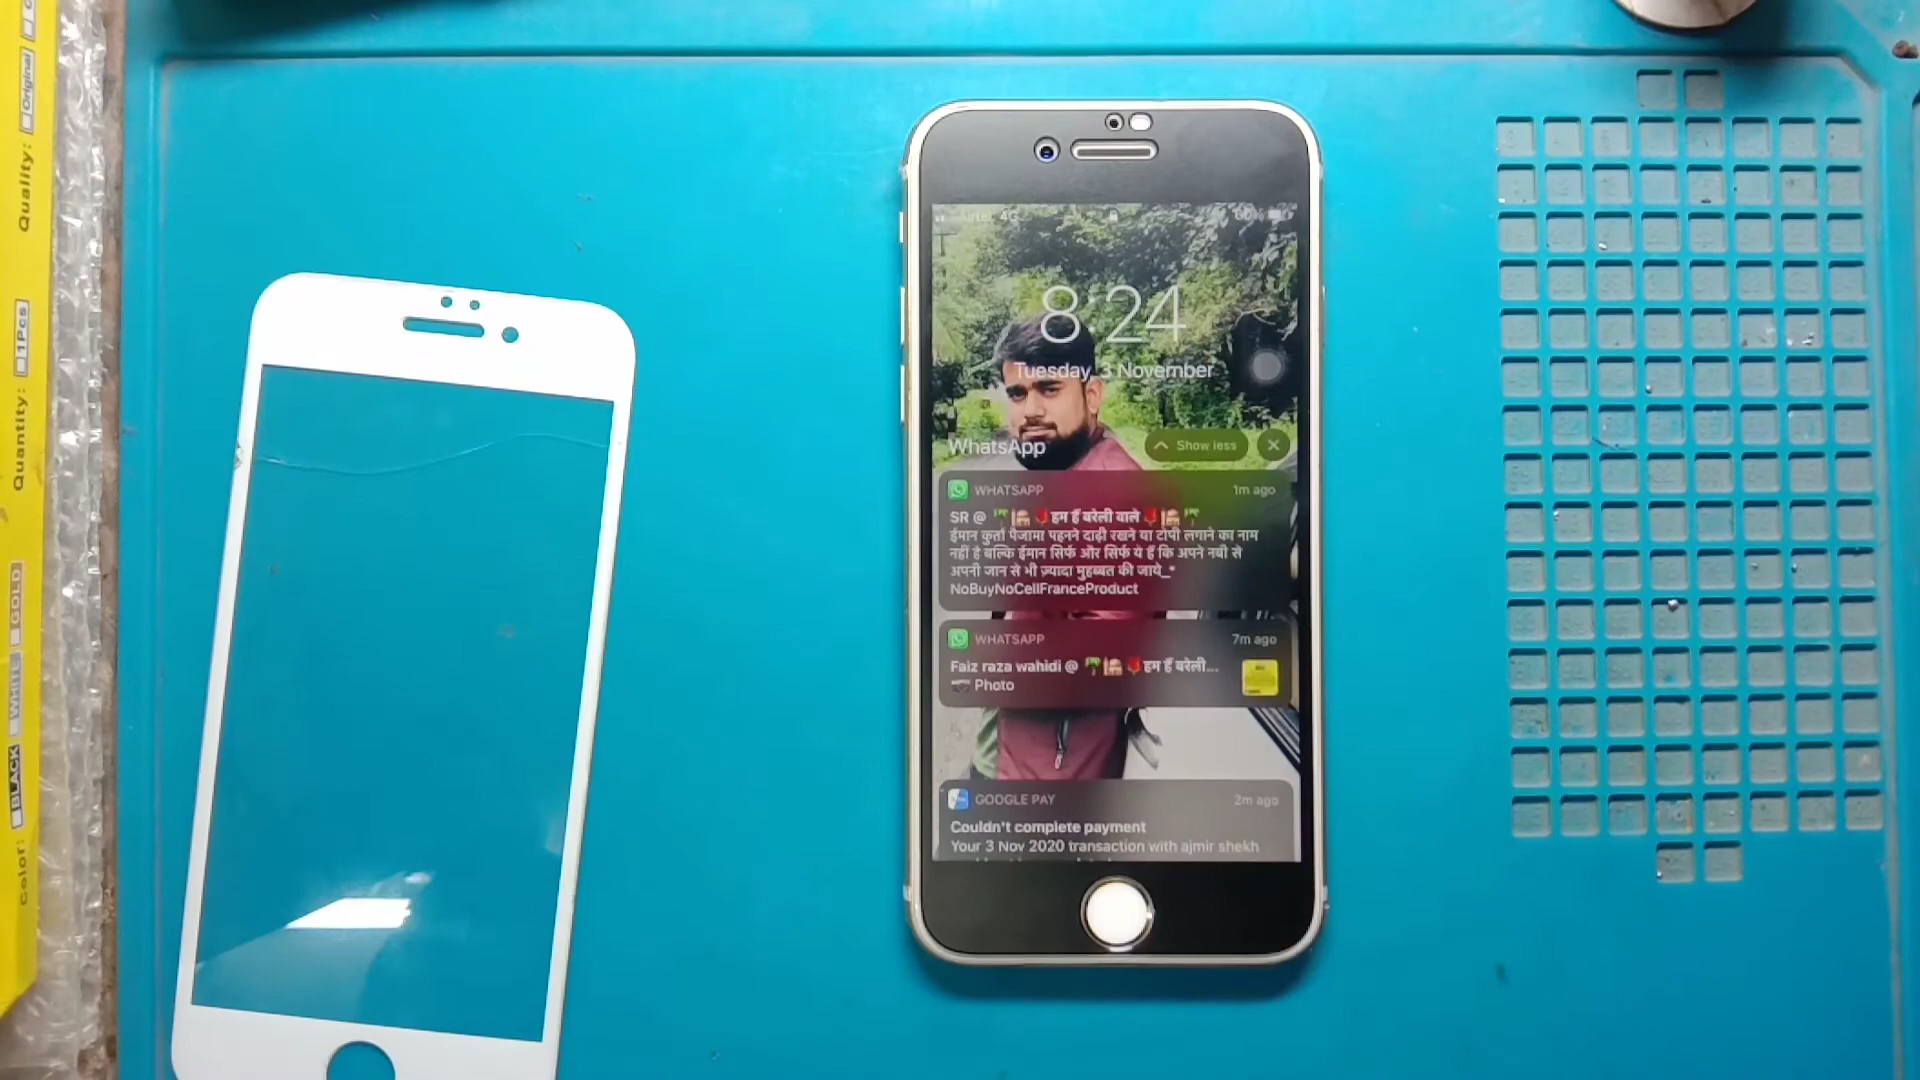 Quality: Original
Quantity: 1Pcs
Color: BLACK WHITE GOLD
Airtel 4G
8:24
Tuesday, 3 November
WhatsApp
Show less
WHATSAPP 1m ago
SR @ 🌴🕌🌹हम हैं बरेली वाले🌹🕌🌴
ईमान कुर्ता पैजामा पहनने दाढ़ी रखने या टोपी लगाने का नाम
नहीं है बल्कि ईमान सिर्फ और सिर्फ ये हैं कि अपने नबी से
अपनी जान से भी ज़्यादा मुहब्बत की जाये_*
NoBuyNoCellFranceProduct
WHATSAPP 7m ago
Faiz raza wahidi @ 🌴🕌🌹हम हैं बरेली...
📷 Photo
GOOGLE PAY 2m ago
Couldn't complete payment
Your 3 Nov 2020 transaction with ajmir shekh